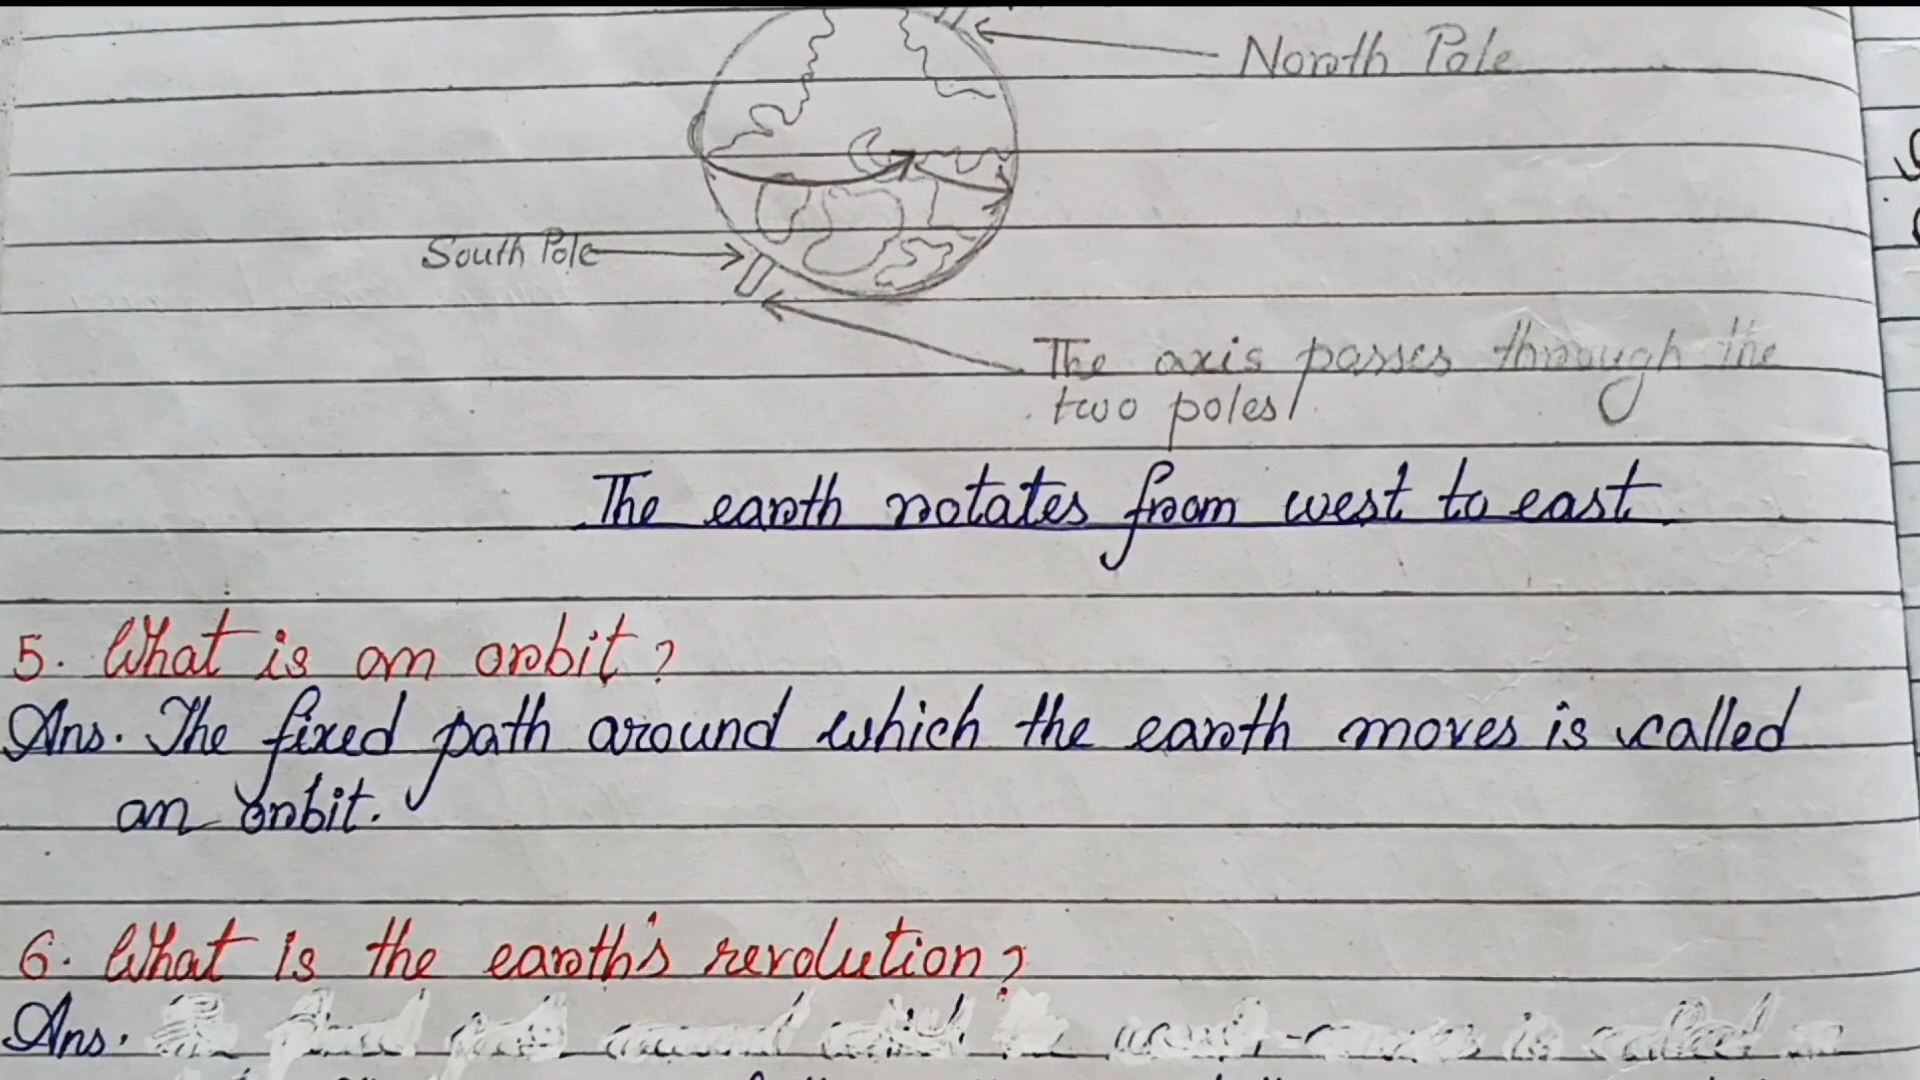 North Pole
South Pole
The axis passes through the
two poles
The earth rotates from west to east.
5. What is an orbit?
Ans. The fixed path around which the earth moves is called
an orbit.
6. What is the earth's revolution?
Ans.